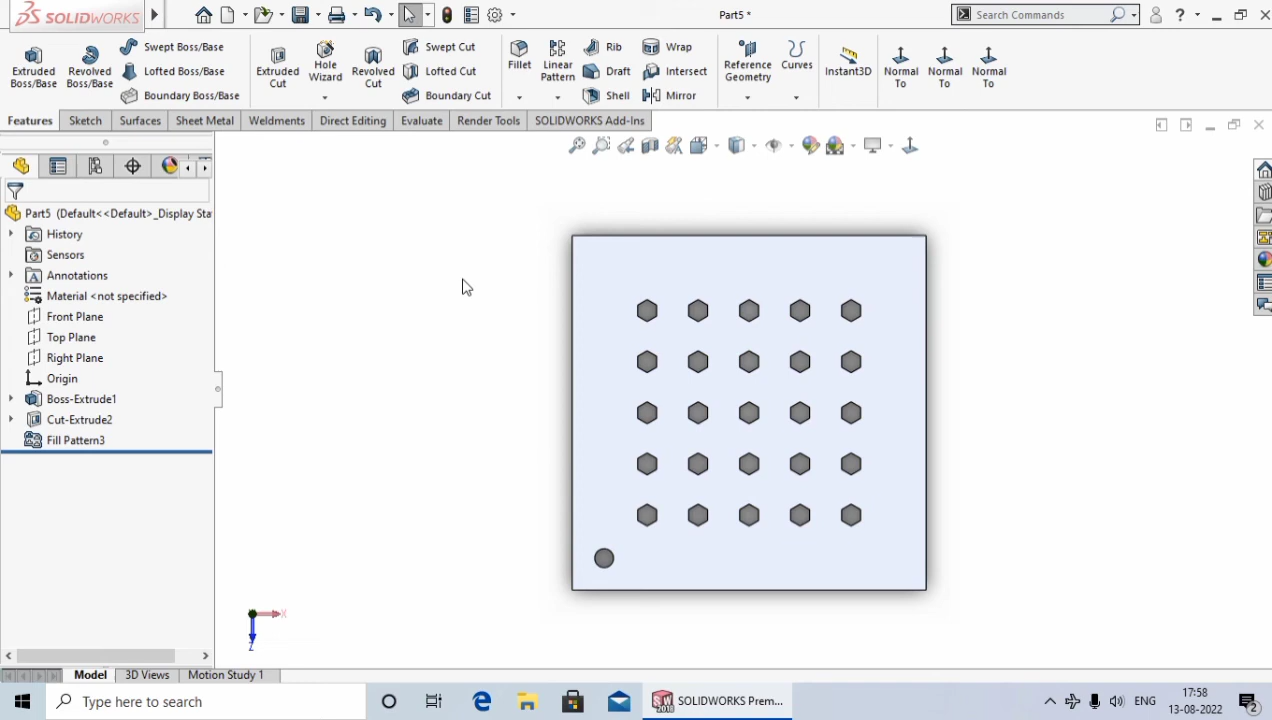 SOLIDWORKS
Part5 *
Search Commands
Extruded Boss/Base
Revolved Boss/Base
Swept Boss/Base
Lofted Boss/Base
Boundary Boss/Base
Extruded Cut
Hole Wizard
Revolved Cut
Swept Cut
Lofted Cut
Boundary Cut
Fillet
Linear Pattern
Rib
Draft
Shell
Wrap
Intersect
Mirror
Reference Geometry
Curves
Instant3D
Normal To
Normal To
Normal To
Features
Sketch
Surfaces
Sheet Metal
Weldments
Direct Editing
Evaluate
Render Tools
SOLIDWORKS Add-Ins
Part5 (Default<<Default>_Display Sta
History
Sensors
Annotations
Material <not specified>
Front Plane
Top Plane
Right Plane
Origin
Boss-Extrude1
Cut-Extrude2
Fill Pattern3
X
Z
Model
3D Views
Motion Study 1
Type here to search
SOLIDWORKS Prem...
ENG
17:58
13-08-2022
2